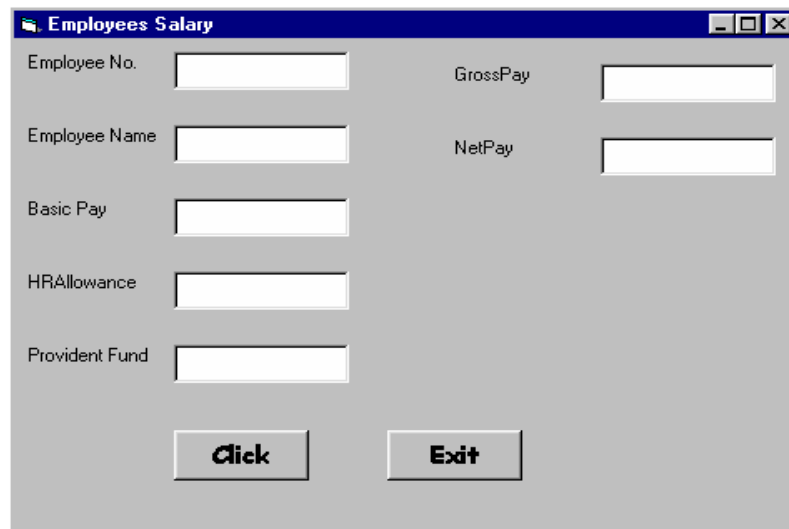 Employees Salary
Employee No.
GrossPay
Employee Name
NetPay
Basic Pay
HRAllowance
Provident Fund
Click
Exit